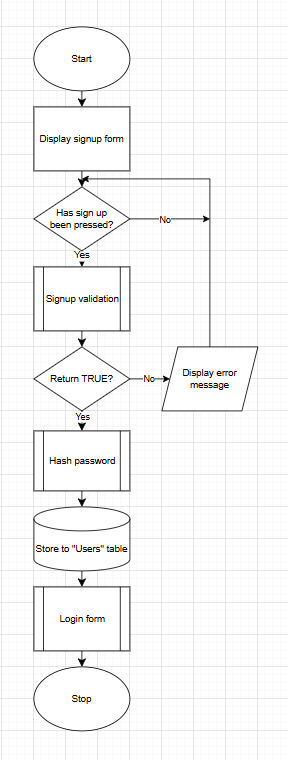 Start
Display signup form
Has sign up
been pressed?
No
Yes
Signup validation
Return TRUE?
No
Display error
message
Yes
Hash password
Store to "Users" table
Login form
Stop